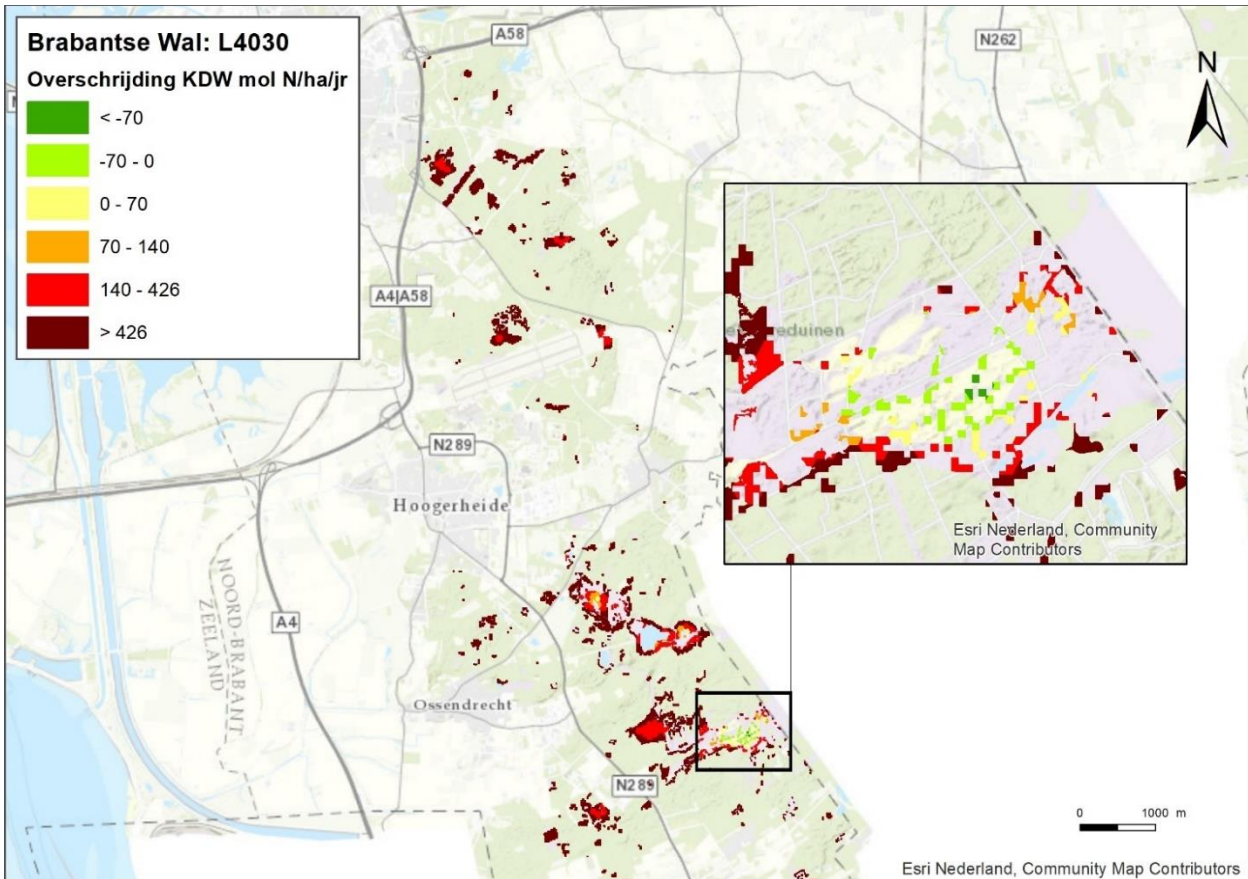 Brabantse Wal: L4030
Overschrijding KDW mol N/ha/jr
< -70
-70 - 0
0 - 70
70 - 140
140 - 426
> 426
A58
N262
N
A4|A58
N289
Hoogerheide
eduinen
Esri Nederland, Community
Map Contributors
NOORD-BRABANT
ZEELAND
A4
Ossendrecht
N289
0 1000 m
Esri Nederland, Community Map Contributors